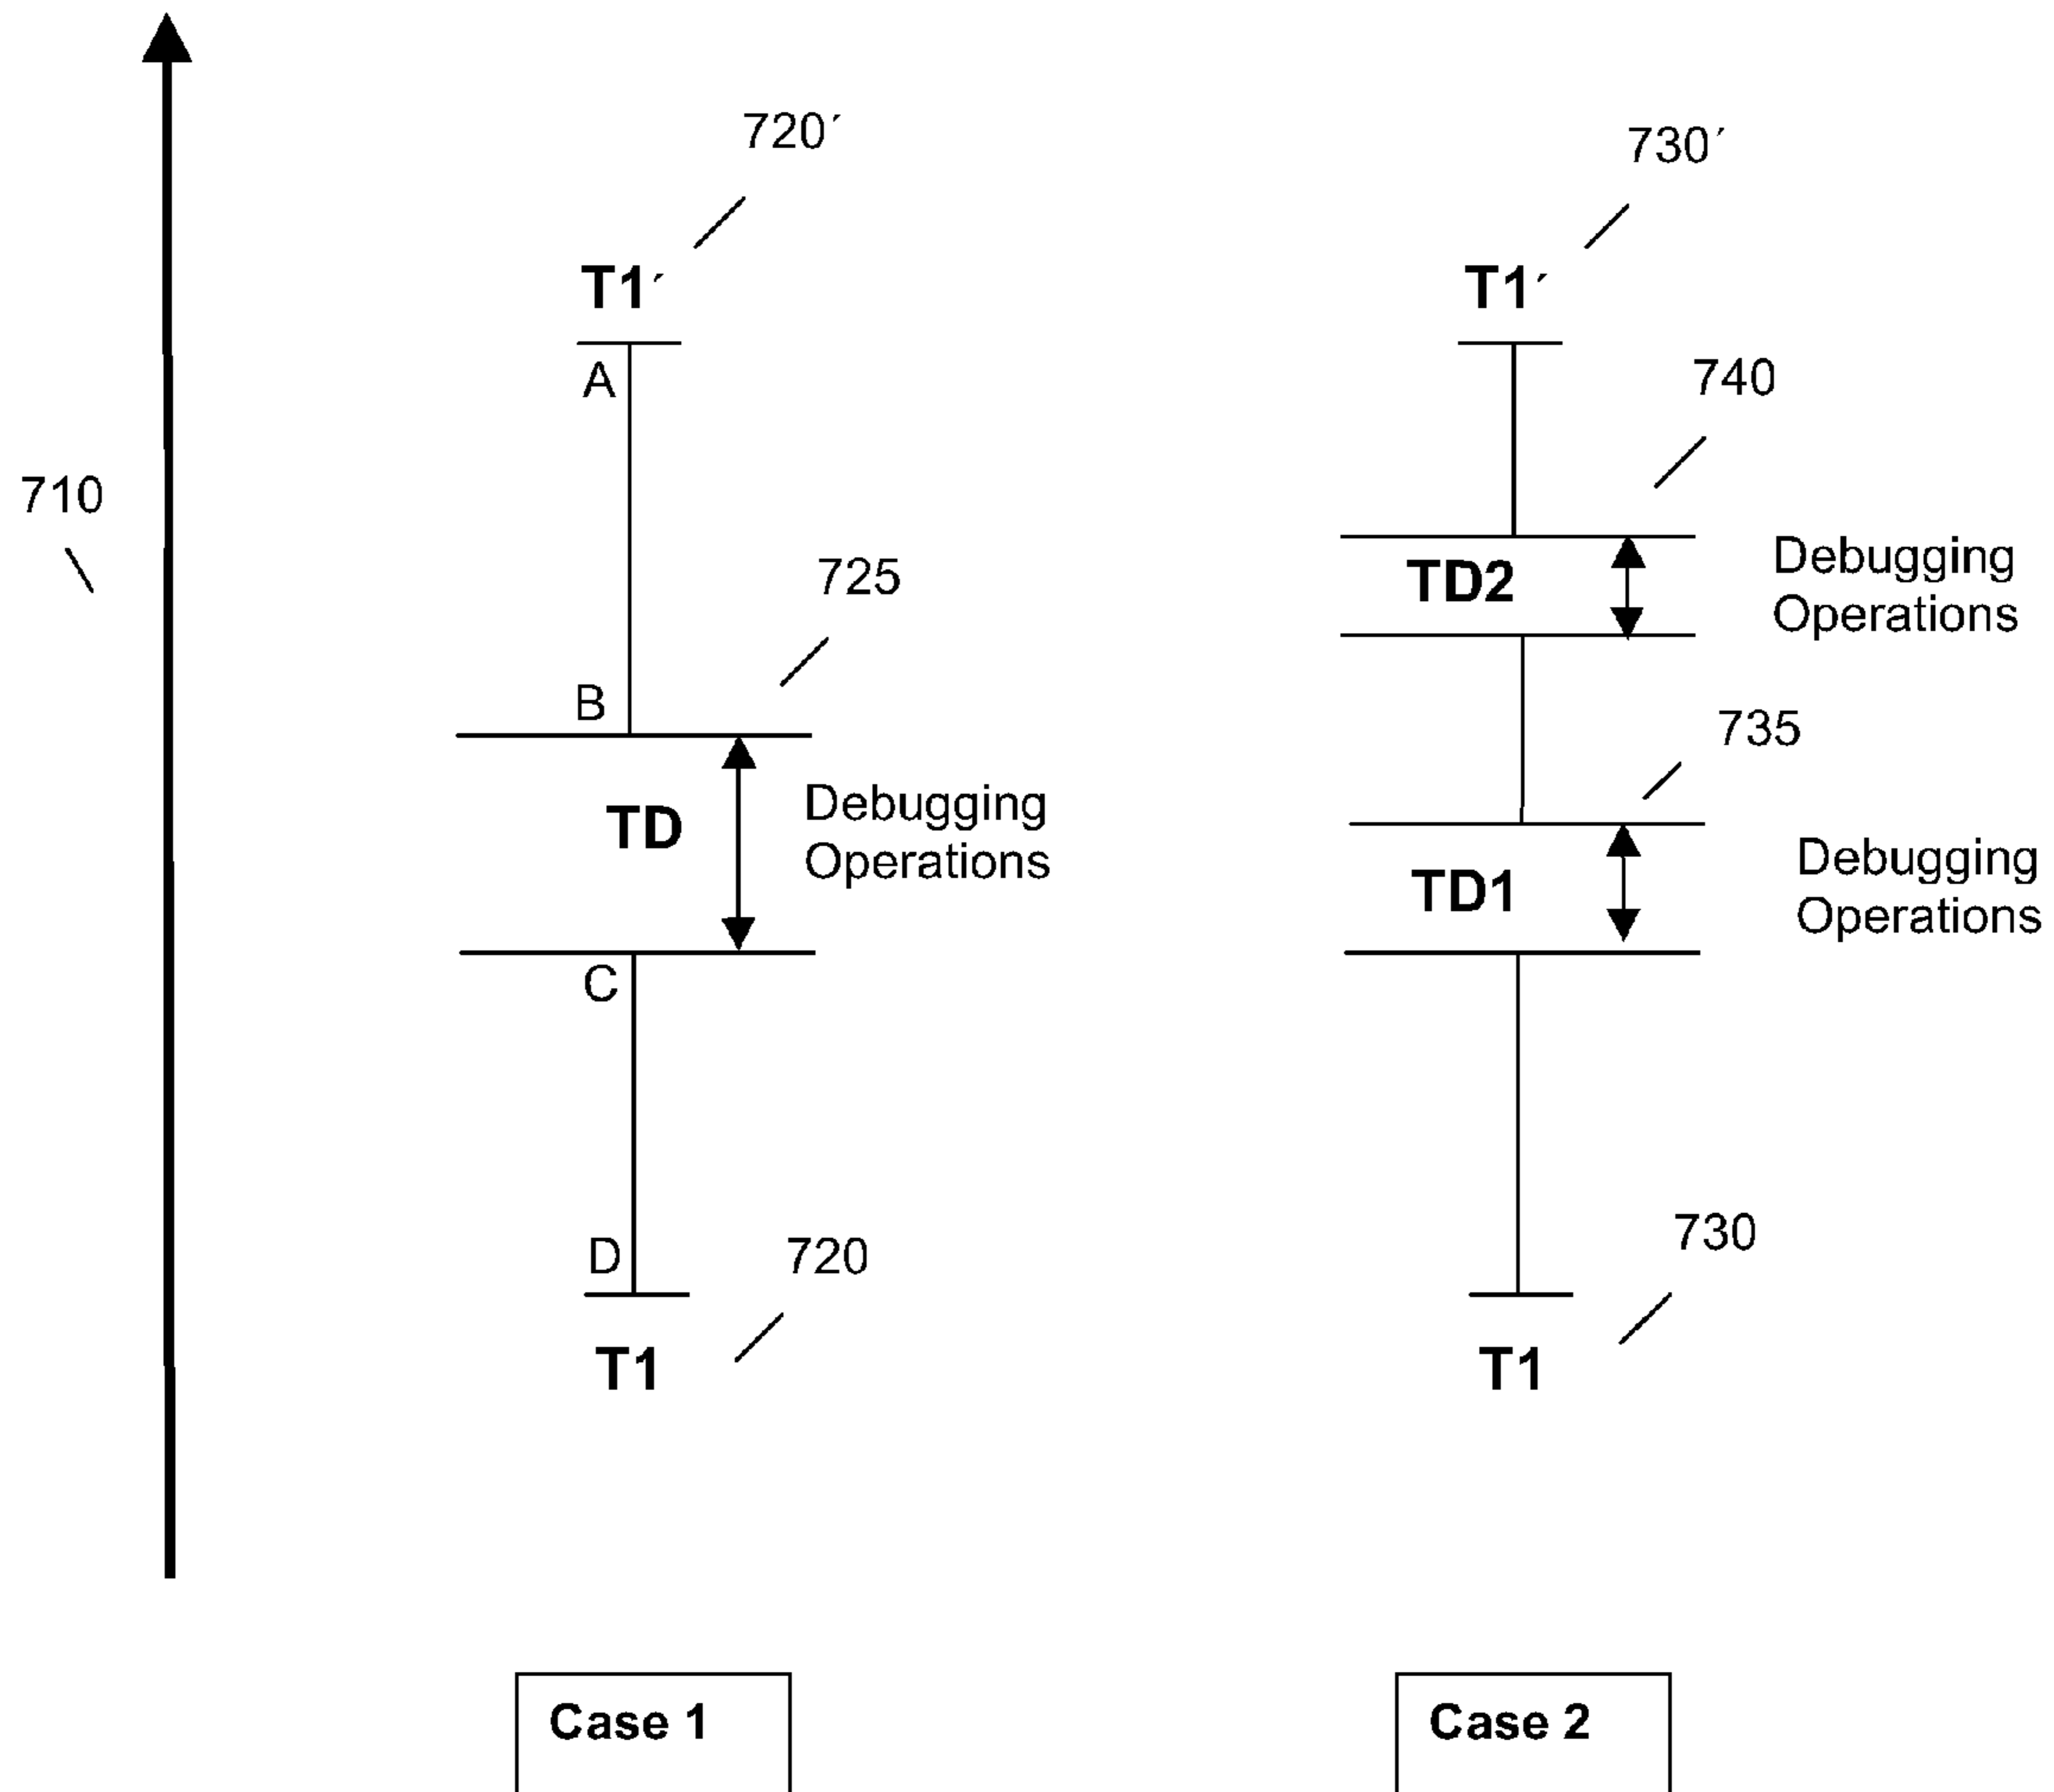 720´
730´
T1´
T1´
740
710
Debugging
Operations
TD2
725
B
735
A
Debugging
Operations
TD
Debugging
Operations
TD1
C
D
720
730
T1
T1
Case 1
Case 2